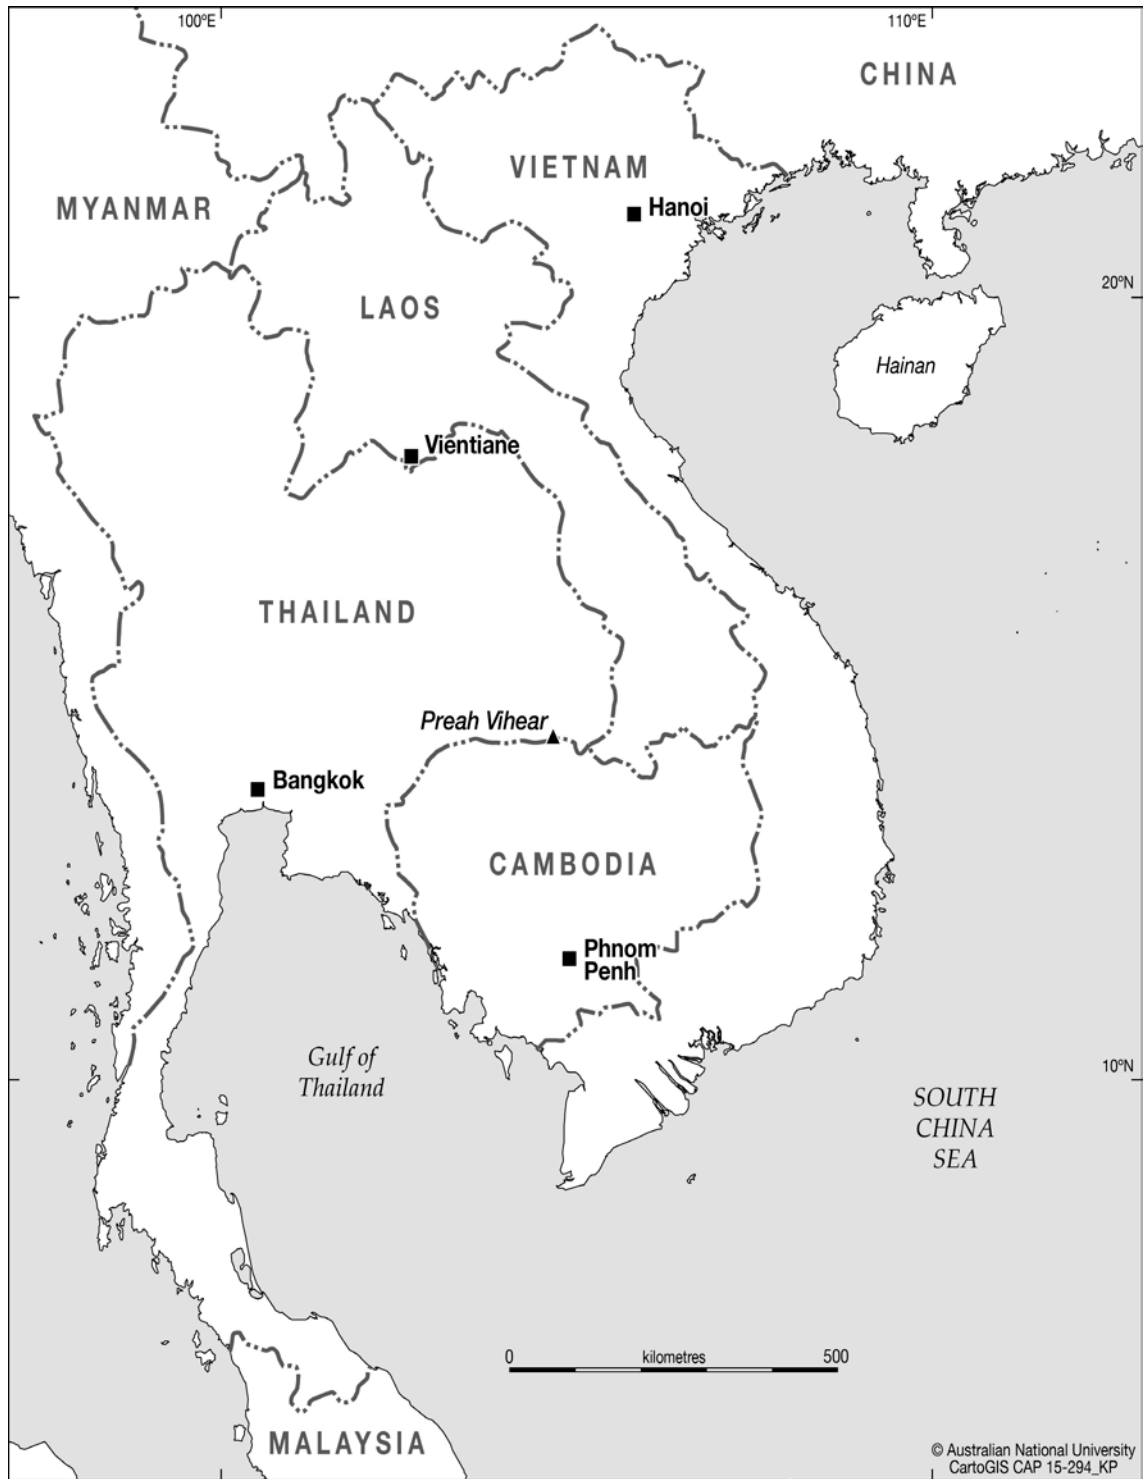 100ºE
110ºE
CHINA
VIETNAM
MYANMAR
Hanoi
20ºN
LAOS
Hainan
Vientiane
THAILAND
Preah Vihear
Bangkok
CAMBODIA
Phnom
Penh
Gulf of
Thailand
10ºN
SOUTH
CHINA
SEA
0 kilometres 500
MALAYSIA
© Australian National University
CartoGIS CAP 15-294_KP